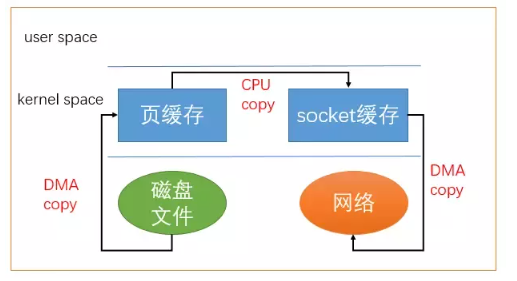 user space
kernel space
CPU
copy
页缓存
socket缓存
DMA
copy
磁盘
文件
网络
DMA
copy